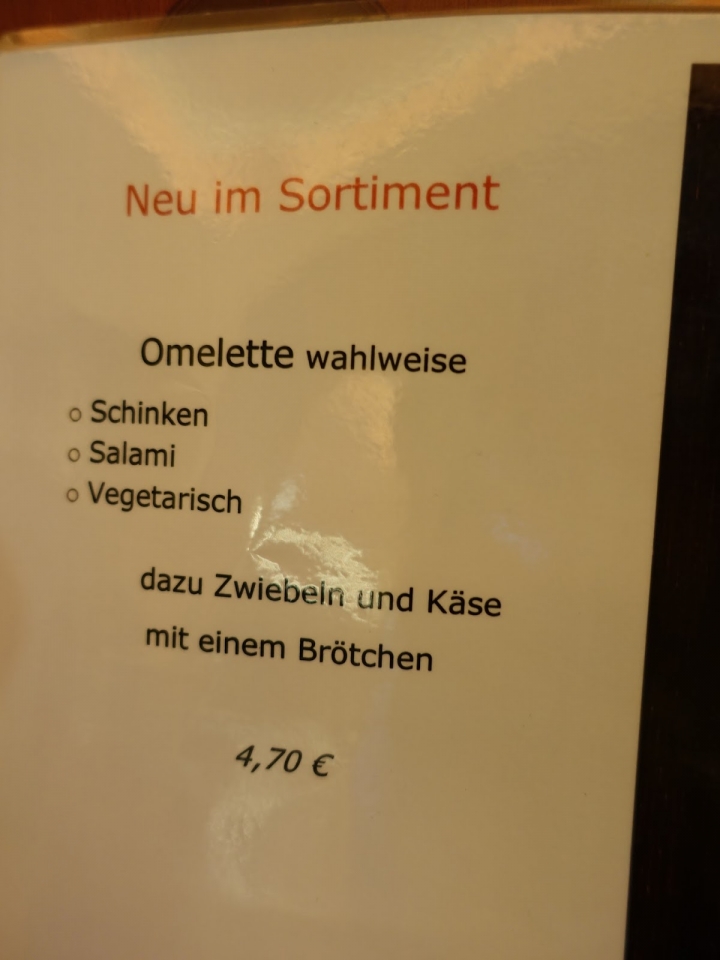 Neu im Sortiment
Omelette wahlweise
○ Schinken
○ Salami
○ Vegetarisch
dazu Zwiebeln und Käse
mit einem Brötchen
4,70 €